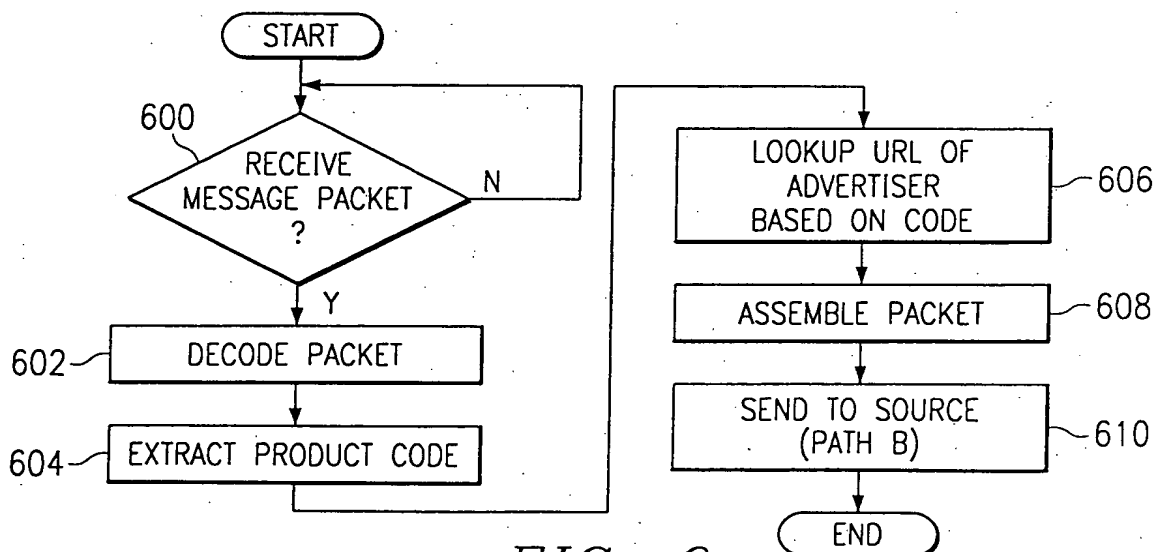 START
600
RECEIVE
MESSAGE PACKET
?
N
Y
602
DECODE PACKET
604
EXTRACT PRODUCT CODE
LOOKUP URL OF
ADVERTISER
BASED ON CODE
606
ASSEMBLE PACKET
608
SEND TO SOURCE
(PATH B)
610
END